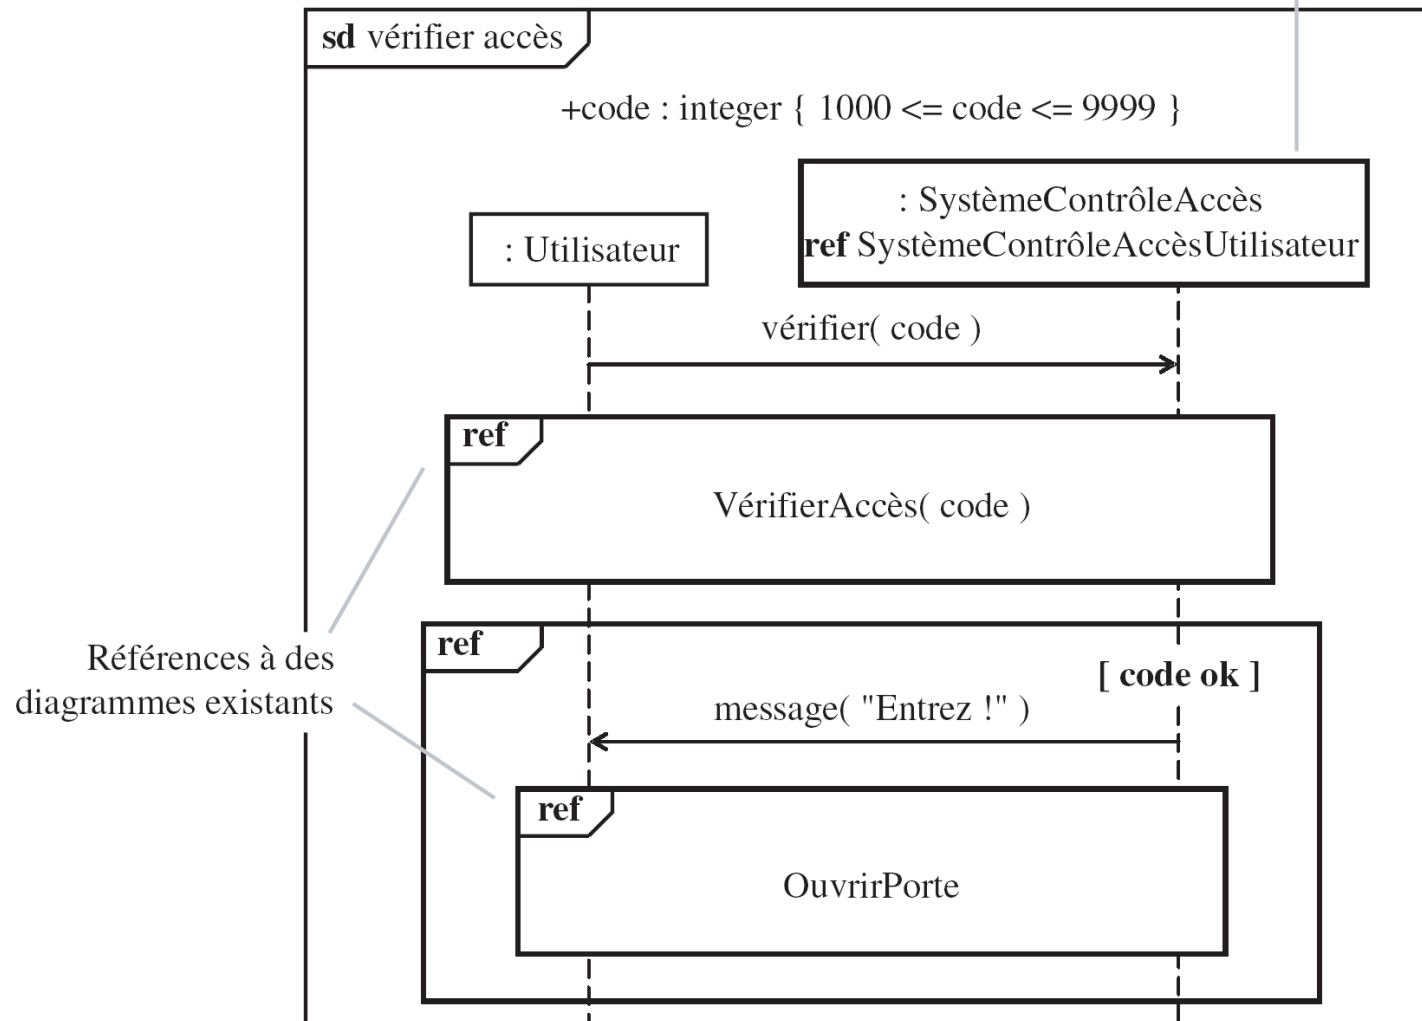 sd vérifier accès
+code : integer { 1000 <= code <= 9999 }
: SystèmeContrôleAccès
ref SystèmeContrôleAccèsUtilisateur
: Utilisateur
vérifier( code )
ref
VérifierAccès( code )
Références à des
diagrammes existants
ref
[ code ok ]
message( "Entrez !" )
ref
OuvrirPorte